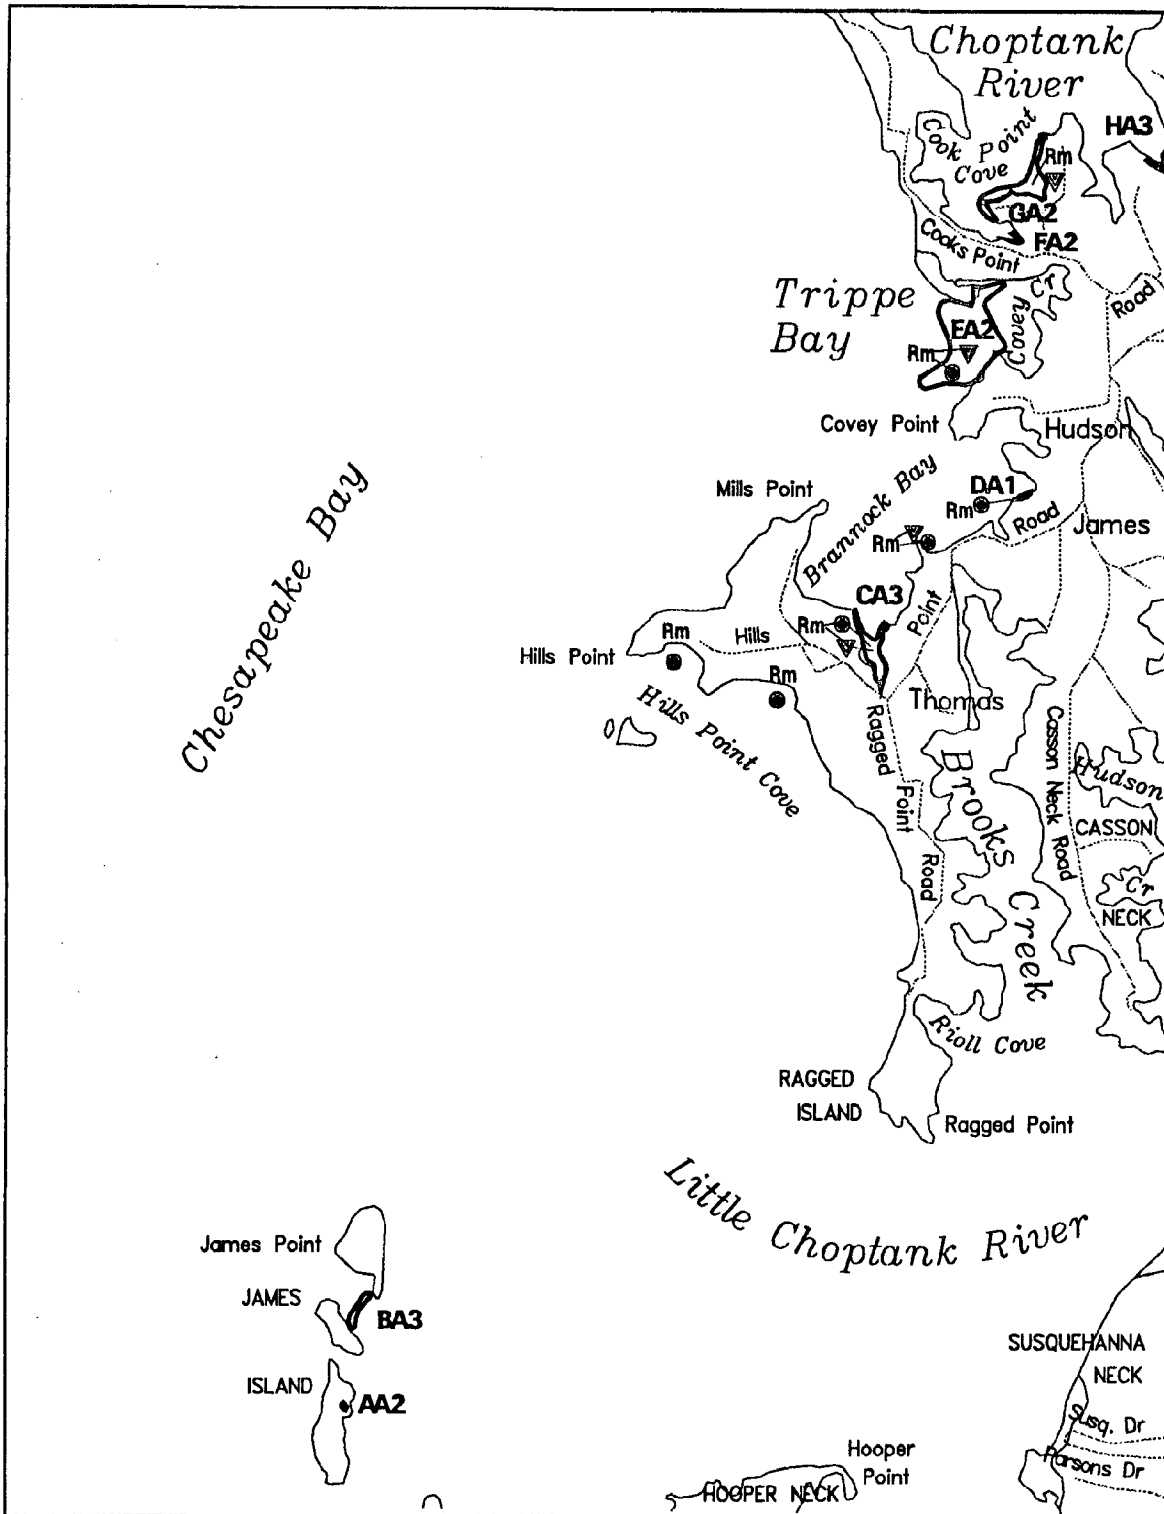 Choptank
River
HA3
Cook Point
Cove
Rm
GA2
FA2
Cooks Point
Road
Trippe
Bay
Covey Cr
EA2
Rm
Covey Point
Hudson
Mills Point
Brannock Bay
DA1
Rm
Road
James
Rm
CA3
Point
Rm
Rm
Hills
Hills Point
Rm
Thomas
Hills Point Cove
Chesapeake Bay
Ragged
Point
Road
Brooks
Creek
Casson Neck Road
Hudson
CASSON
Cr
NECK
Rioll Cove
RAGGED
ISLAND
Ragged Point
Little Choptank River
James Point
JAMES
BA3
ISLAND
AA2
SUSQUEHANNA
NECK
Susq. Dr
Parsons Dr
Hooper
Point
HOOPER NECK